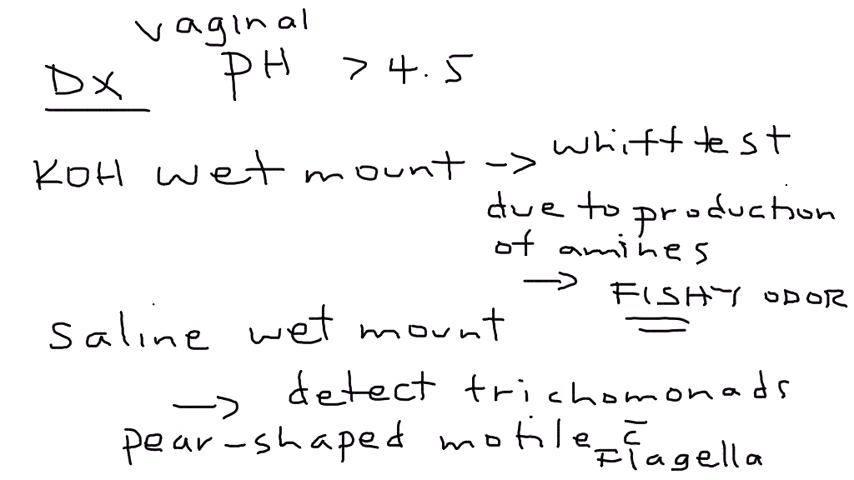 vaginal
Dx pH > 4.5
KOH wet mount -> whiff test
due to production
of amines
-> FISHY ODOR
saline wet mount
-> detect trichomonads
pear-shaped motile c̄
Flagella